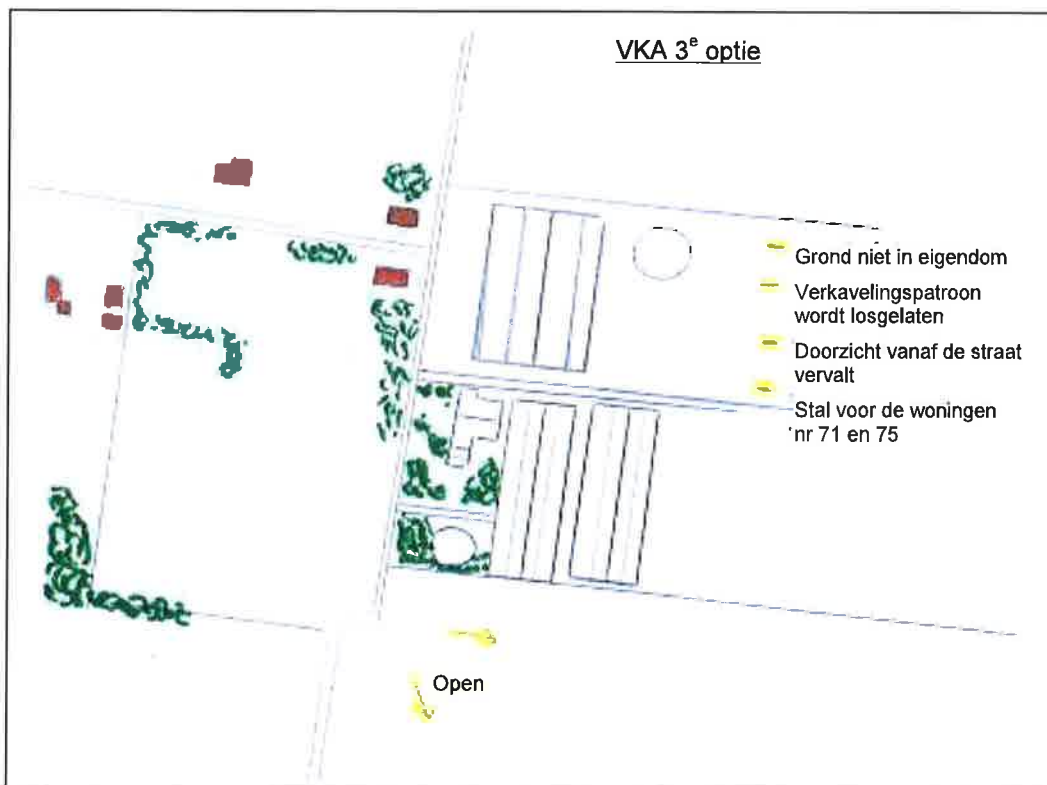 VKA 3e optie
Grond niet in eigendom
Verkavelingspatroon
wordt losgelaten
Doorzicht vanaf de straat
vervalt
Stal voor de woningen
nr 71 en 75
Open